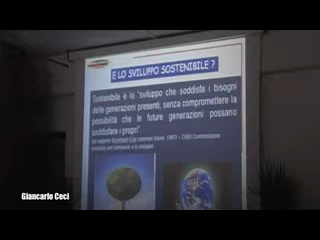 E LO SVILUPPO SOSTENIBILE ?
Sostenibile è lo "sviluppo che soddisfa i bisogni
delle generazioni presenti, senza compromettere la
possibilità che le future generazioni possano
soddisfare i propri".
Giancarlo Ceci